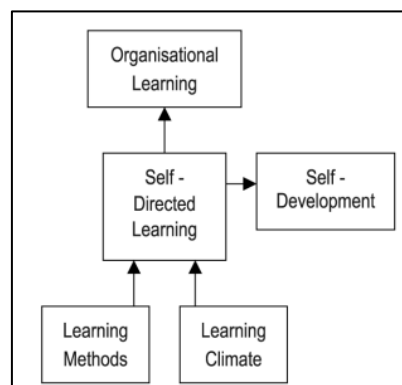 Organisational
Learning
Self -
Directed
Learning
Self -
Development
Learning
Methods
Learning
Climate